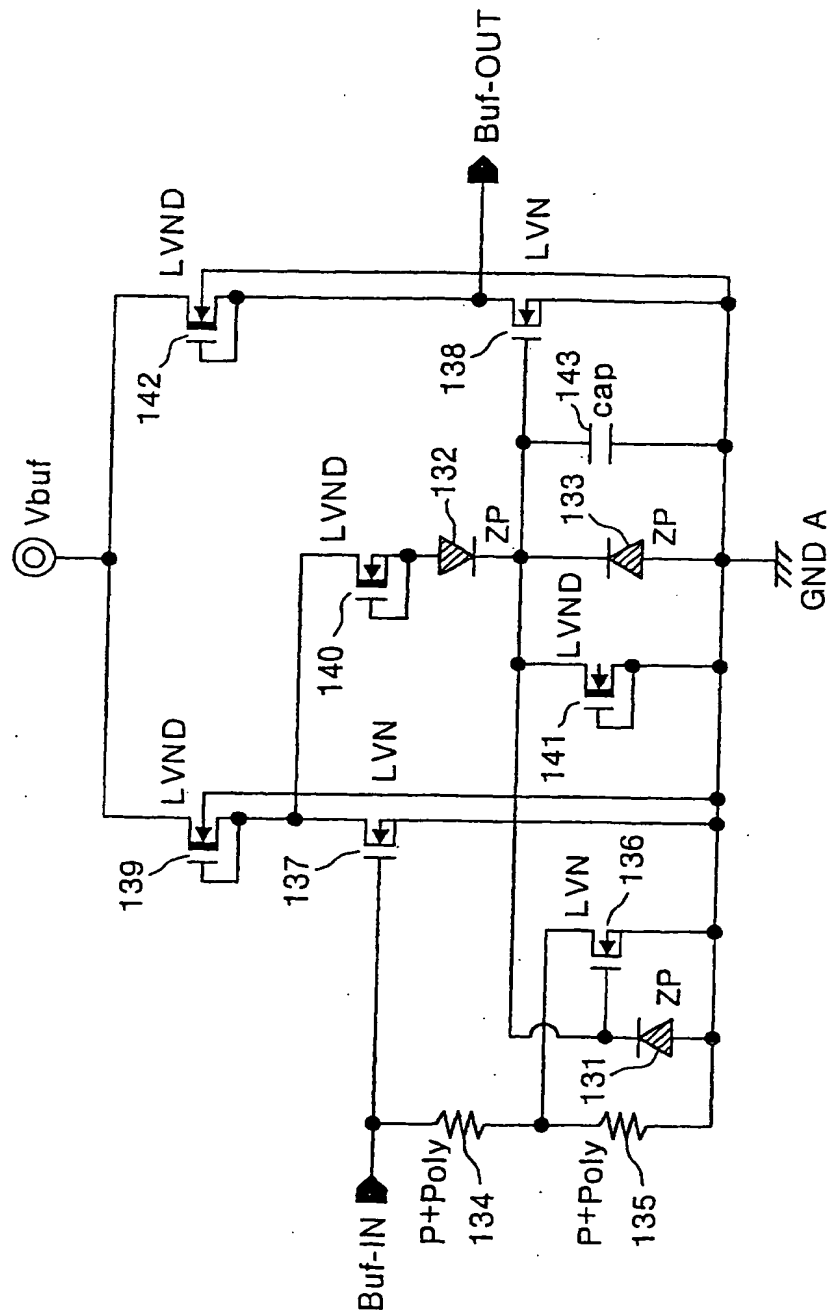 Vbuf
LVND
142
LVND
139
Buf-OUT
LVND
140
132
ZP
LVN
137
LVN
138
143
cap
Buf-IN
LVND
141
133
ZP
P+Poly
134
LVN
136
ZP
131
P+Poly
135
GND A